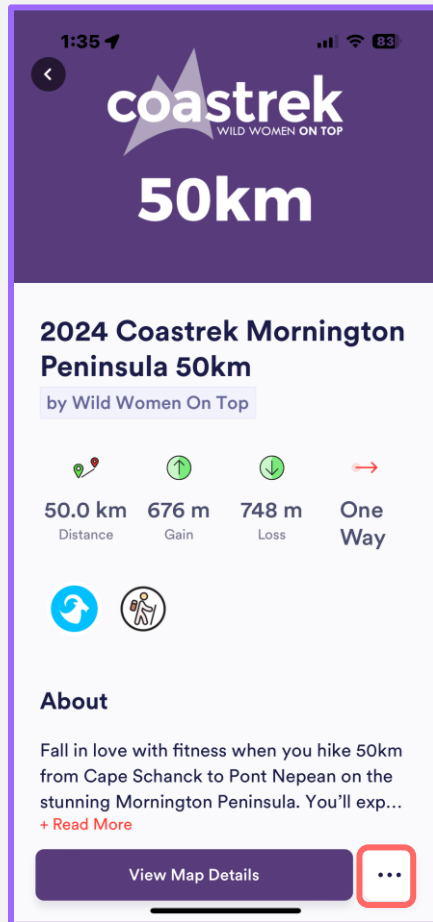 1:35
83
coastrek
WILD WOMEN ON TOP
50km
2024 Coastrek Mornington
Peninsula 50km
by Wild Women On Top
50.0 km 676 m 748 m One
Distance Gain Loss Way
About
Fall in love with fitness when you hike 50km
from Cape Schanck to Pont Nepean on the
stunning Mornington Peninsula. You’ll exp...
+ Read More
View Map Details
...